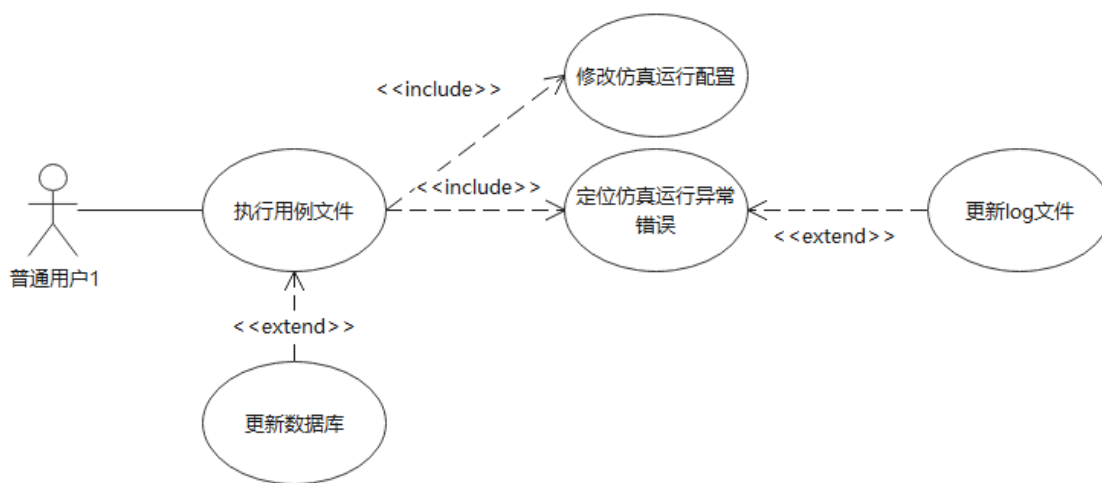 修改仿真运行配置
<<include>>
<<include>>
执行用例文件
定位仿真运行异常
错误
更新log文件
<<extend>>
普通用户1
<<extend>>
更新数据库